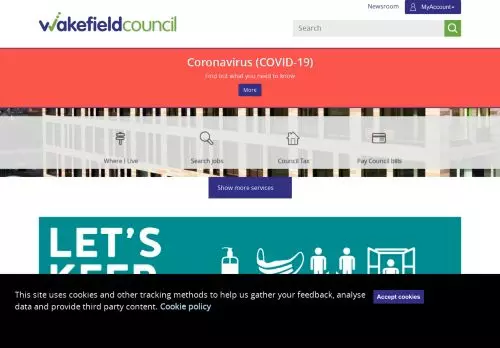 wakefieldcouncil
Newsroom
MyAccount
Search
Coronavirus (COVID-19)
Find out what you need to know
More
Where I Live
Search jobs
Council Tax
Pay Council bills
Show more services
LET'S
KEEP
This site uses cookies and other tracking methods to help us gather your feedback, analyse
data and provide third party content. Cookie policy
Accept cookies